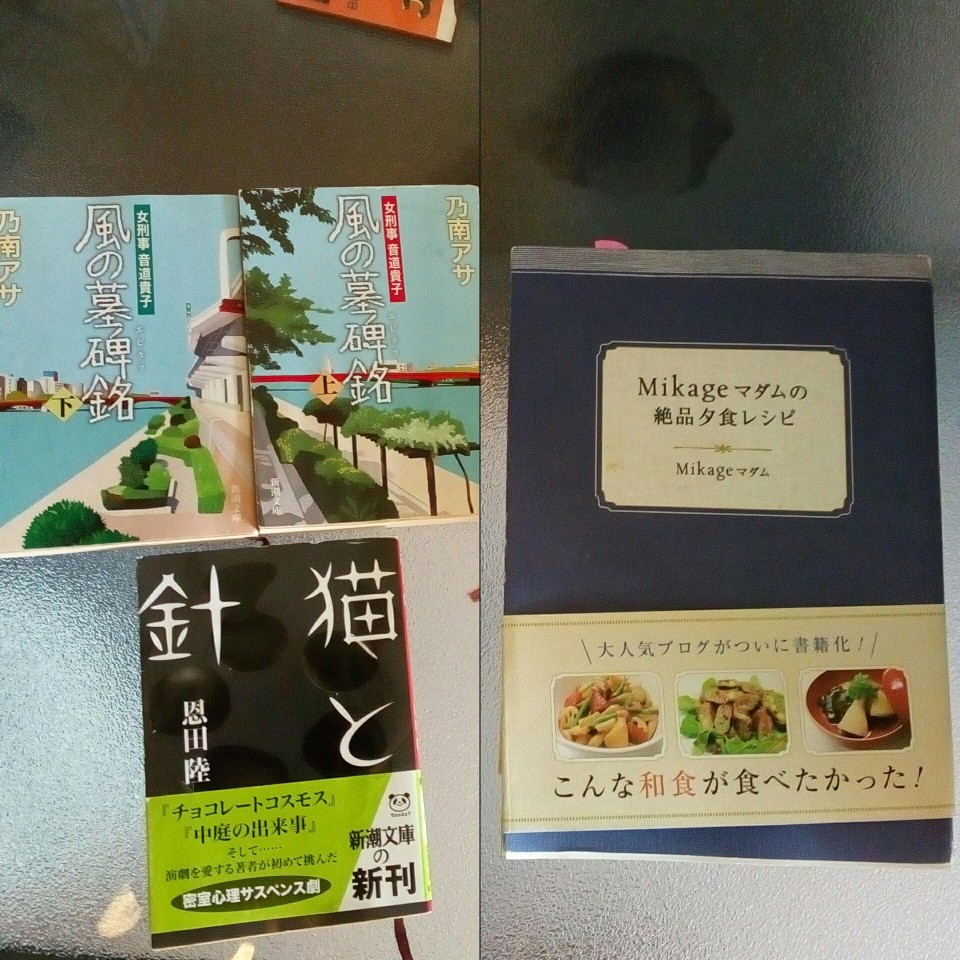 乃南アサ
風の墓碑銘
女刑事 音道貴子
上
新潮文庫
乃南アサ
風の墓碑銘
女刑事 音道貴子
下
新潮文庫
猫と
針
恩田陸
『チョコレートコスモス』
『中庭の出来事』
そして……
演劇を愛する著者が初めて挑んだ
密室心理サスペンス劇
Yonda?
新潮文庫
の
新刊
Mikageマダムの
絶品夕食レシピ
Mikageマダム
大人気ブログがついに書籍化!
こんな和食が食べたかった!